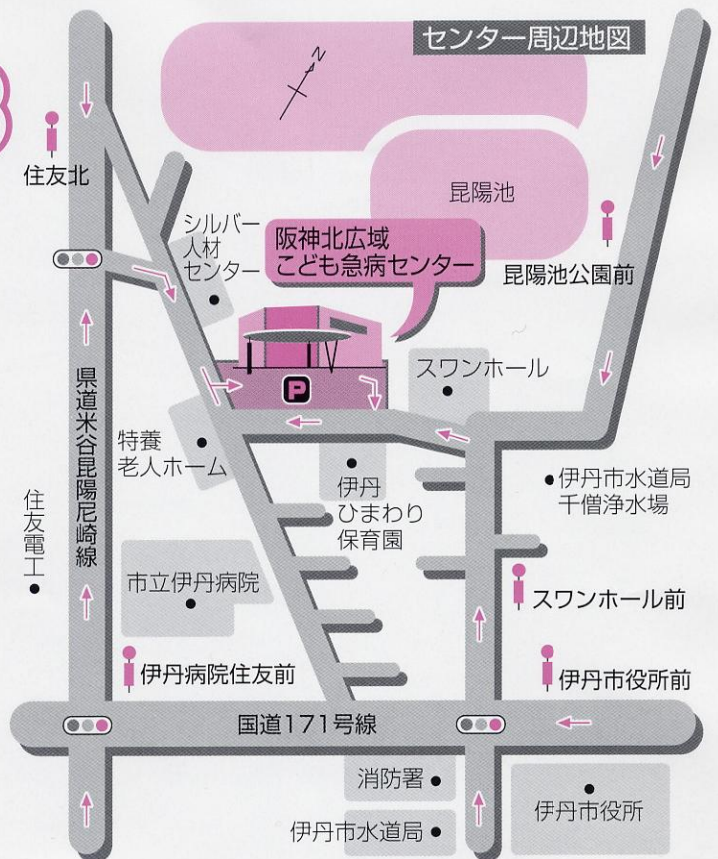 センター周辺地図
N
住友北
昆陽池
シルバー
人材
センター
阪神北広域
こども急病センター
昆陽池公園前
スワンホール
P
県道米谷昆陽尼崎線
特養
老人ホーム
伊丹
ひまわり
保育園
伊丹市水道局
千僧浄水場
住友電工
市立伊丹病院
スワンホール前
伊丹病院住友前
伊丹市役所前
国道171号線
消防署
伊丹市役所
伊丹市水道局